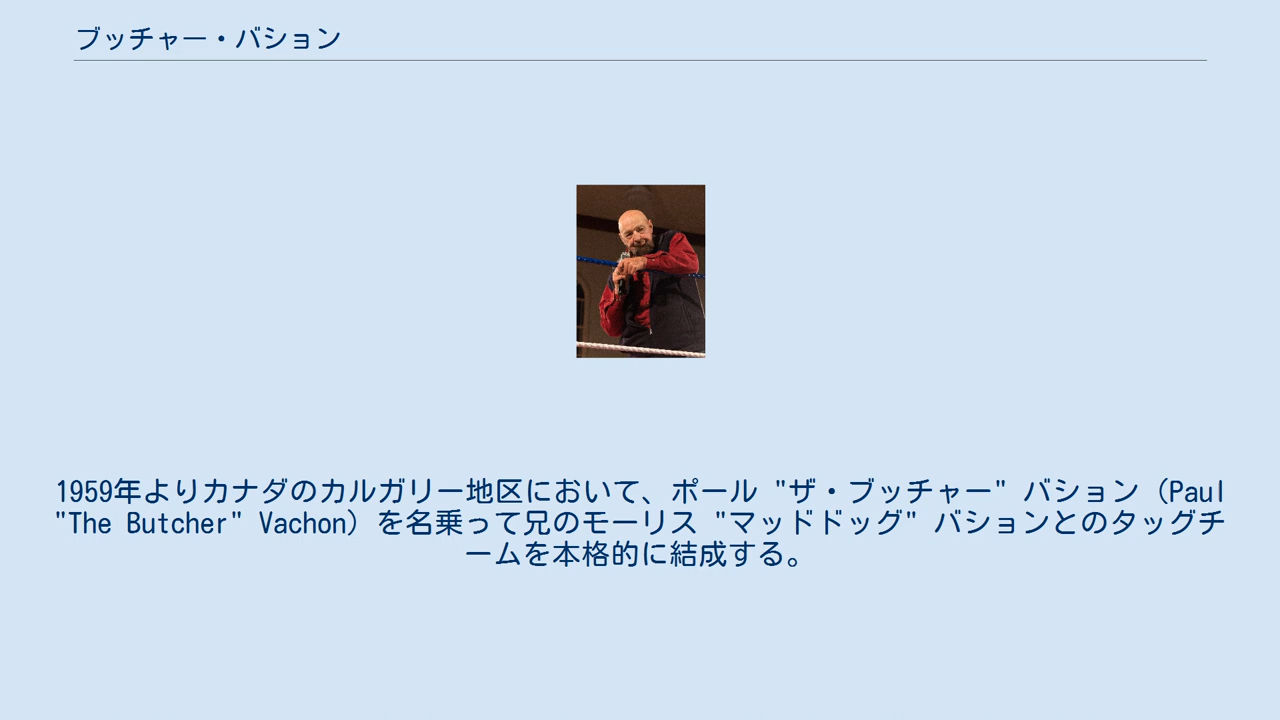 ブッチャー・バション
1959年よりカナダのカルガリー地区において、ポール "ザ・ブッチャー" バション（Paul
"The Butcher" Vachon）を名乗って兄のモーリス "マッドドッグ" バションとのタッグチ
ームを本格的に結成する。